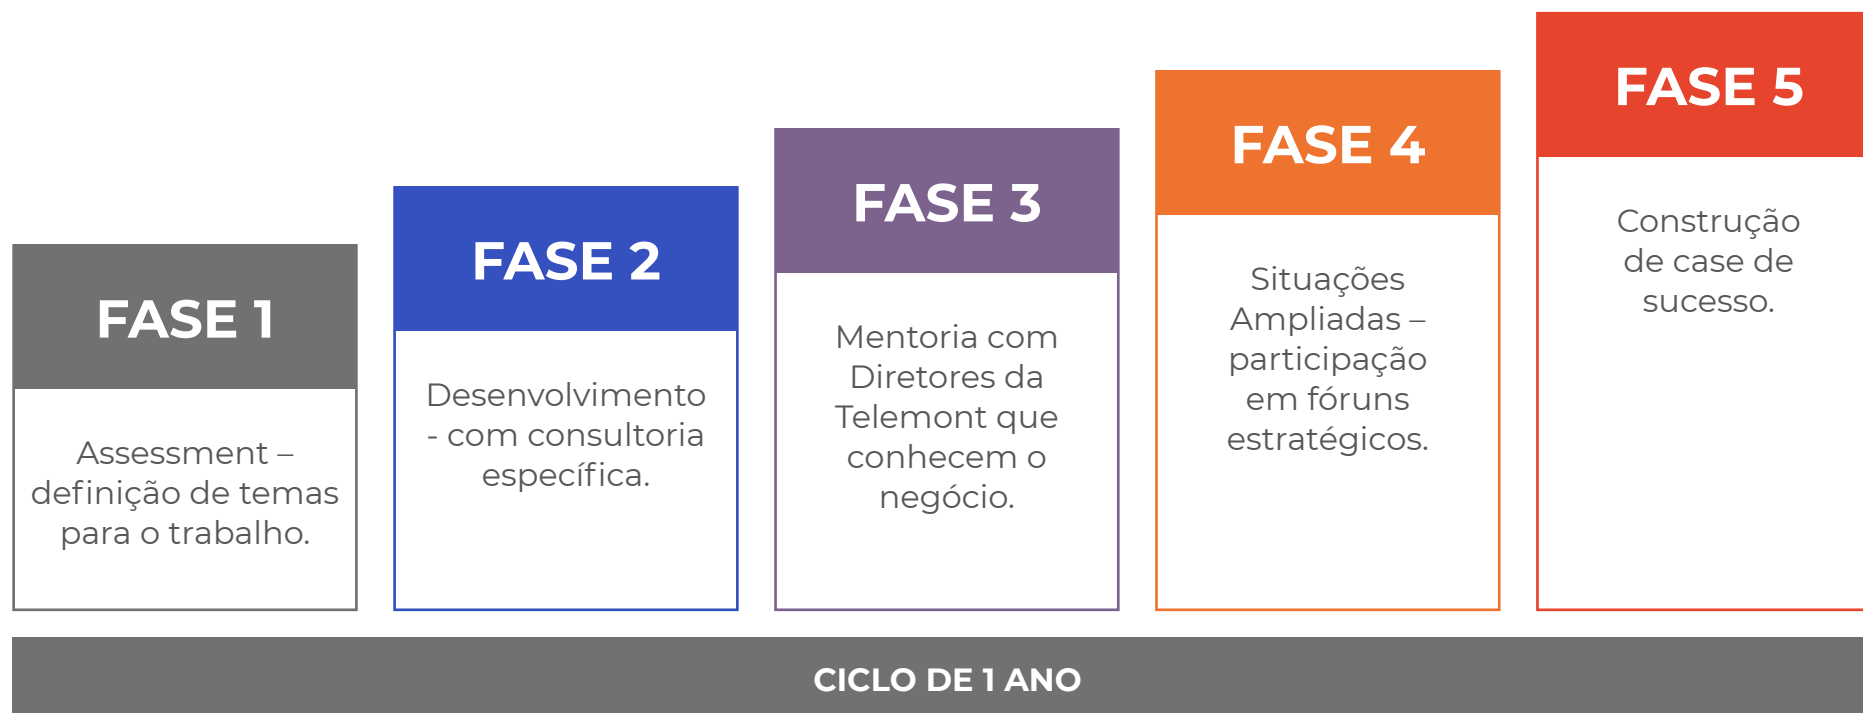 FASE 1
Assessment –
definição de temas
para o trabalho.
FASE 2
Desenvolvimento
- com consultoria
específica.
FASE 3
Mentoria com
Diretores da
Telemont que
conhecem o
negócio.
FASE 4
Situações
Ampliadas –
participação
em fóruns
estratégicos.
FASE 5
Construção
de case de
sucesso.
CICLO DE 1 ANO